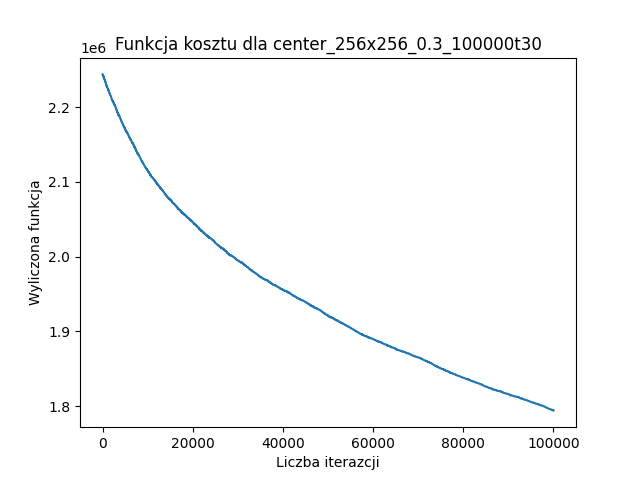 Funkcja kosztu dla center_256x256_0.3_100000t30
1e6
2.2
2.1
2.0
1.9
1.8
Wyliczona funkcja
0 20000 40000 60000 80000 100000
Liczba iterazcji